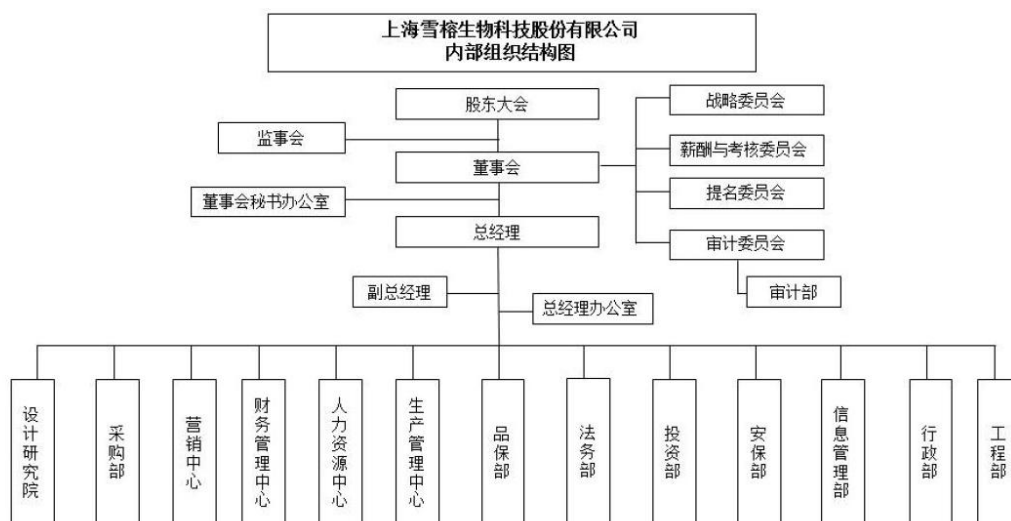 上海雪榕生物科技股份有限公司
内部组织结构图
股东大会
战略委员会
监事会
薪酬与考核委员会
董事会
提名委员会
董事会秘书办公室
总经理
审计委员会
副总经理
审计部
总经理办公室
设计研究院
采购部
营销中心
财务管理中心
人力资源中心
生产管理中心
品保部
法务部
投资部
安保部
信息管理部
行政部
工程部